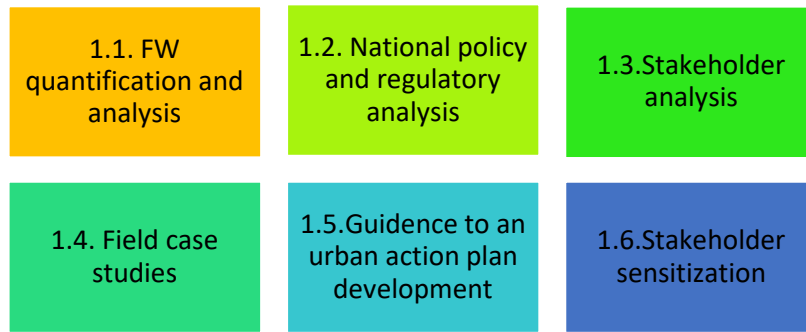 1.1. FW
quantification and
analysis
1.2. National policy
and regulatory
analysis
1.3.Stakeholder
analysis
1.4. Field case
studies
1.5.Guidence to an
urban action plan
development
1.6.Stakeholder
sensitization